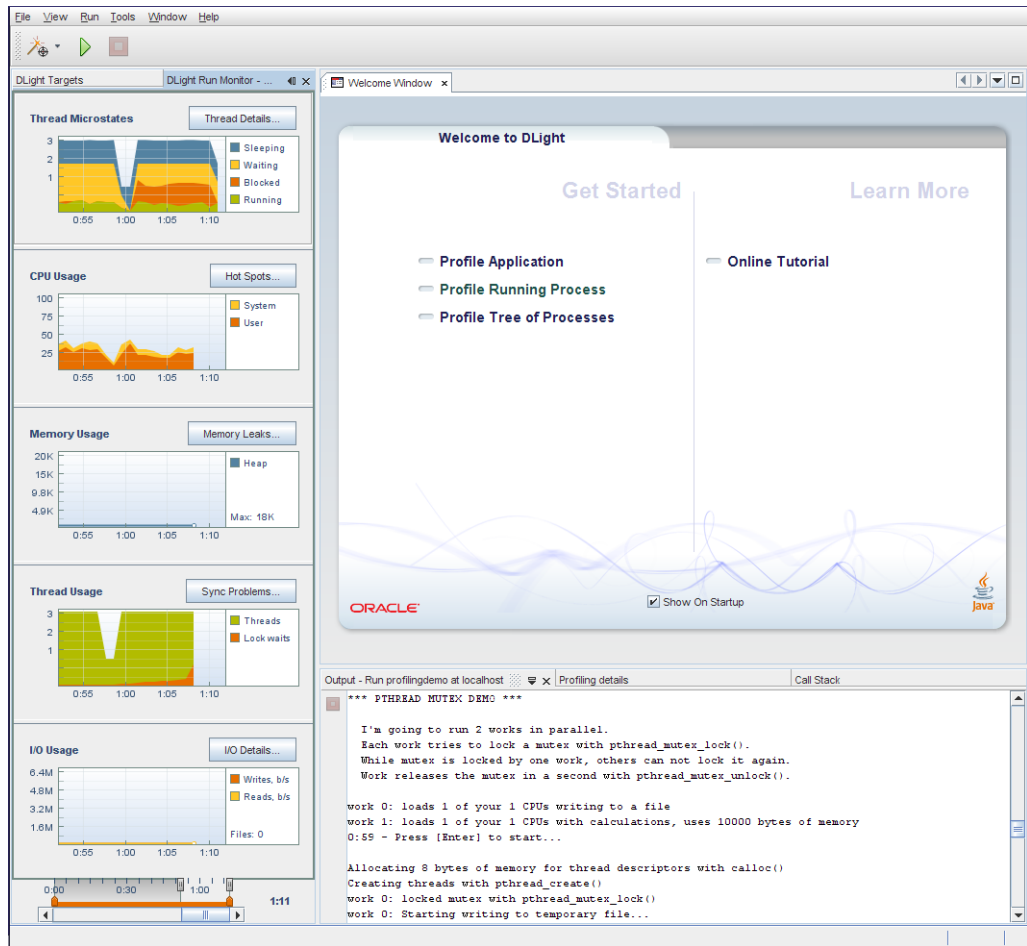 File View Run Tools Window Help
DLight Targets
DLight Run Monitor - ...
Thread Microstates
Thread Details...
3
2
1
Sleeping
Waiting
Blocked
Running
0:55 1:00 1:05 1:10
CPU Usage
Hot Spots...
100
75
50
25
System
User
0:55 1:00 1:05 1:10
Memory Usage
Memory Leaks...
20K
15K
9.8K
4.9K
Heap
Max: 18K
0:55 1:00 1:05 1:10
Thread Usage
Sync Problems...
3
2
1
Threads
Lock waits
0:55 1:00 1:05 1:10
I/O Usage
I/O Details...
6.4M
4.8M
3.2M
1.6M
Writes, b/s
Reads, b/s
Files: 0
0:55 1:00 1:05 1:10
0:00 0:30 1:00
1:11
Welcome Window
Welcome to DLight
Get Started
Learn More
Profile Application
Profile Running Process
Profile Tree of Processes
Online Tutorial
ORACLE
Show On Startup
Java
Output - Run profilingdemo at localhost
Profiling details
Call Stack
*** PTHREAD MUTEX DEMO ***
I'm going to run 2 works in parallel.
Each work tries to lock a mutex with pthread_mutex_lock().
While mutex is locked by one work, others can not lock it again.
Work releases the mutex in a second with pthread_mutex_unlock().
work 0: loads 1 of your 1 CPUs writing to a file
work 1: loads 1 of your 1 CPUs with calculations, uses 10000 bytes of memory
0:59 - Press [Enter] to start...
Allocating 8 bytes of memory for thread descriptors with calloc()
Creating threads with pthread_create()
work 0: locked mutex with pthread_mutex_lock()
work 0: Starting writing to temporary file...